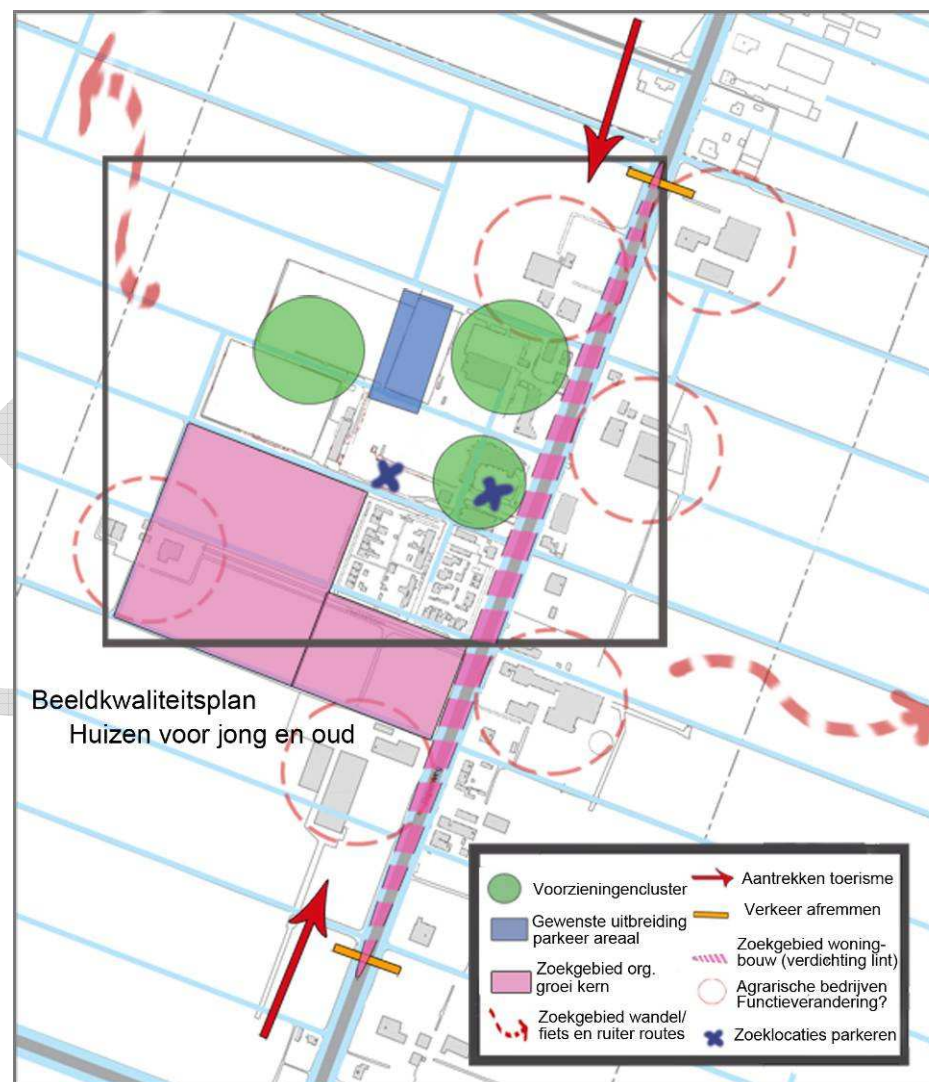 Beeldkwaliteitsplan
Huizen voor jong en oud
Voorzieningencluster
Gewenste uitbreiding
parkeer areaal
Zoekgebied org.
groei kern
Zoekgebied wandel/
fiets en ruiter routes
Aantrekken toerisme
Verkeer afremmen
Zoekgebied woning-
bouw (verdichting lint)
Agrarische bedrijven
Functieverandering?
Zoeklocaties parkeren